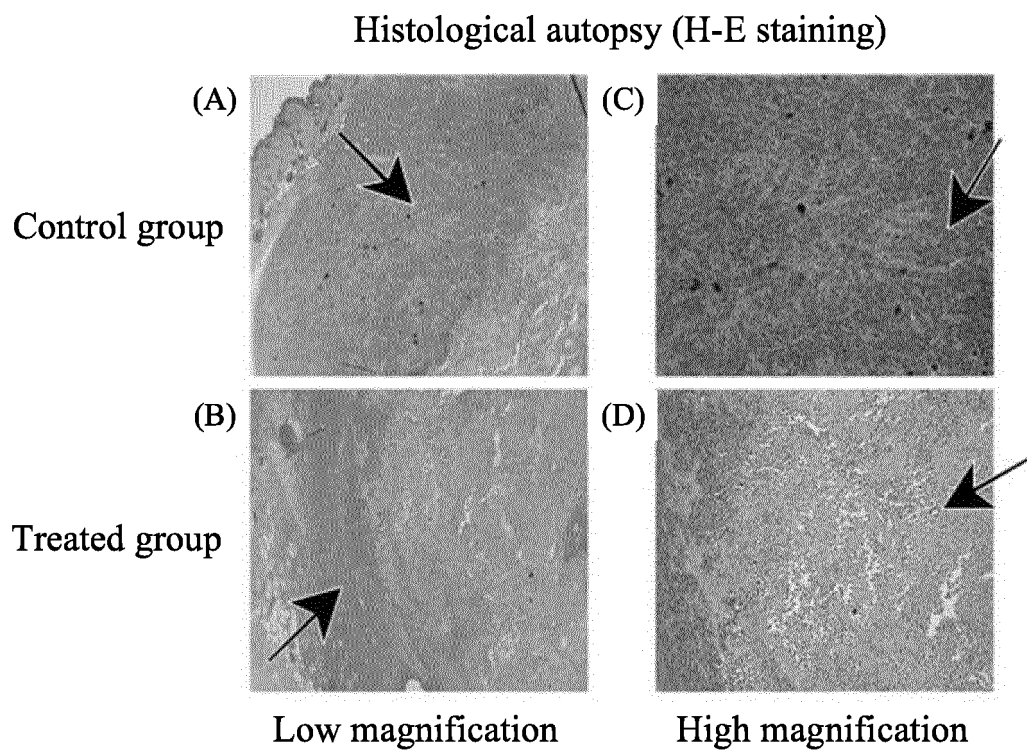 Histological autopsy (H-E staining)
(A)
(C)
Control group
(B)
(D)
Treated group
Low magnification
High magnification